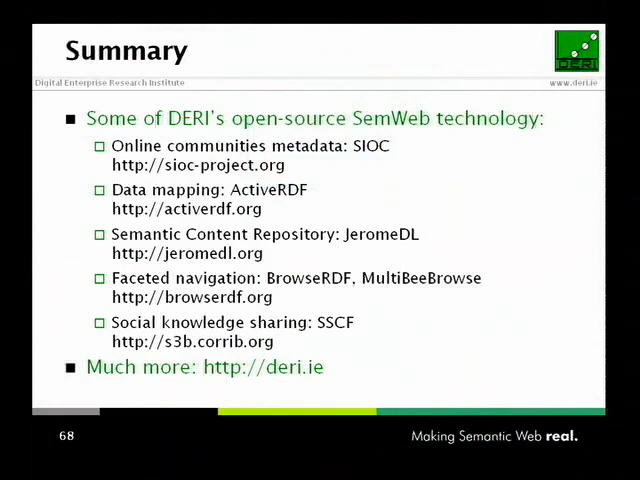 Summary
DERI
Digital Enterprise Research Institute
www.deri.ie
Some of DERI's open-source SemWeb technology:
Online communities metadata: SIOC
http://sioc-project.org
Data mapping: ActiveRDF
http://activerdf.org
Semantic Content Repository: JeromeDL
http://jeromedl.org
Faceted navigation: BrowseRDF, MultiBeeBrowse
http://browserdf.org
Social knowledge sharing: SSCF
http://s3b.corrib.org
Much more: http://deri.ie
68
Making Semantic Web real.